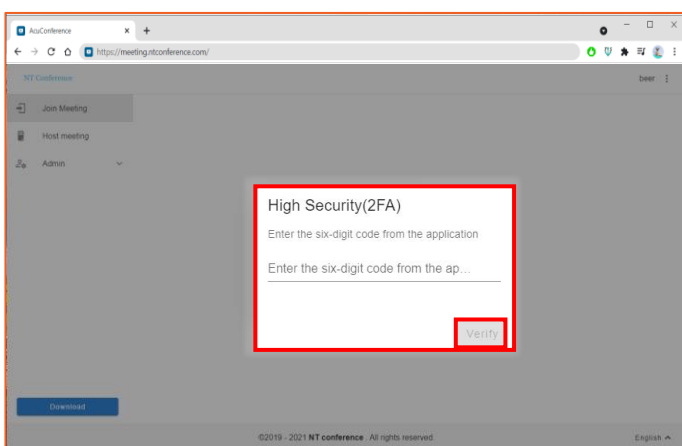 AcuConference
https://meeting.ntconference.com/
NT Conference
beer
Join Meeting
Host meeting
Admin
High Security(2FA)
Enter the six-digit code from the application
Enter the six-digit code from the ap...
Verify
Download
©2019 - 2021 NT conference . All rights reserved.
English